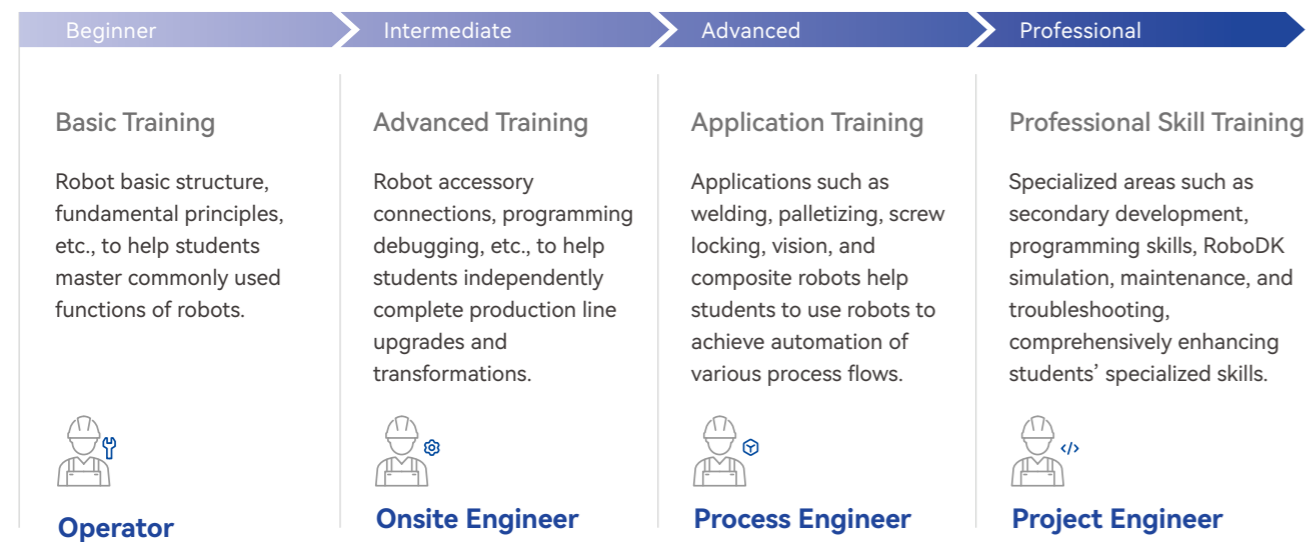 Beginner
Intermediate
Advanced
Professional
Basic Training
Robot basic structure,
fundamental principles,
etc., to help students
master commonly used
functions of robots.
Operator
Advanced Training
Robot accessory
connections, programming
debugging, etc., to help
students independently
complete production line
upgrades and
transformations.
Onsite Engineer
Application Training
Applications such as
welding, palletizing, screw
locking, vision, and
composite robots help
students to use robots to
achieve automation of
various process flows.
Process Engineer
Professional Skill Training
Specialized areas such as
secondary development,
programming skills, RoboDK
simulation, maintenance, and
troubleshooting,
comprehensively enhancing
students’ specialized skills.
</>
Project Engineer